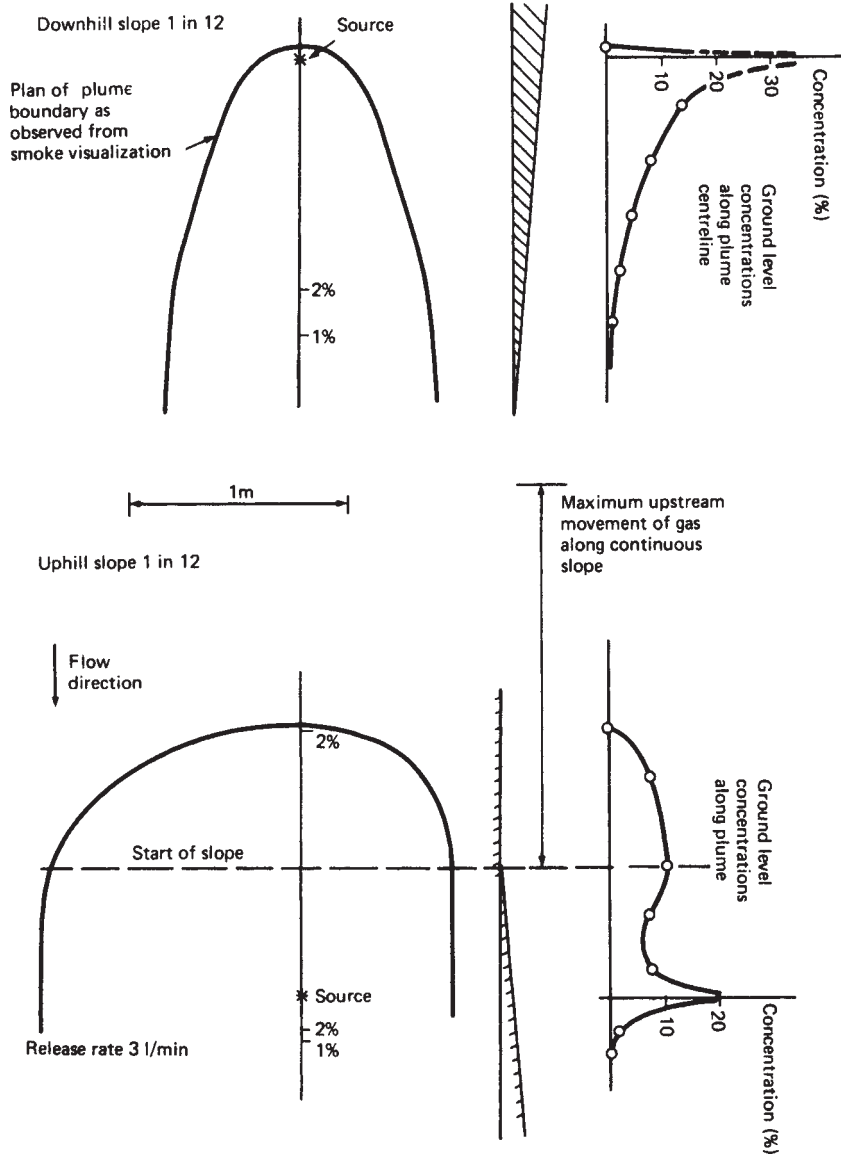 Downhill slope 1 in 12
Source
Plan of plume
boundary as
observed from
smoke visualization
2%
1%
10
20
30
Concentration (%)
Ground level
concentrations
along plume
centreline
1m
Maximum upstream
movement of gas
along continuous
slope
Uphill slope 1 in 12
Flow
direction
2%
Start of slope
Source
2%
1%
Release rate 3 l/min
Ground level
concentrations
along plume
10
20
Concentration (%)